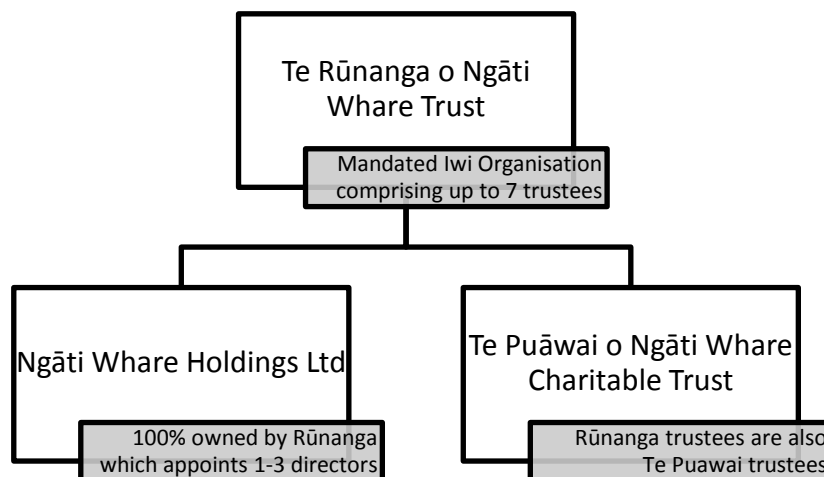 Te Rūnanga o Ngāti
Whare Trust
Mandated Iwi Organisation
comprising up to 7 trustees
Ngāti Whare Holdings Ltd
100% owned by Rūnanga
which appoints 1-3 directors
Te Puāwai o Ngāti Whare
Charitable Trust
Rūnanga trustees are also
Te Puawai trustees